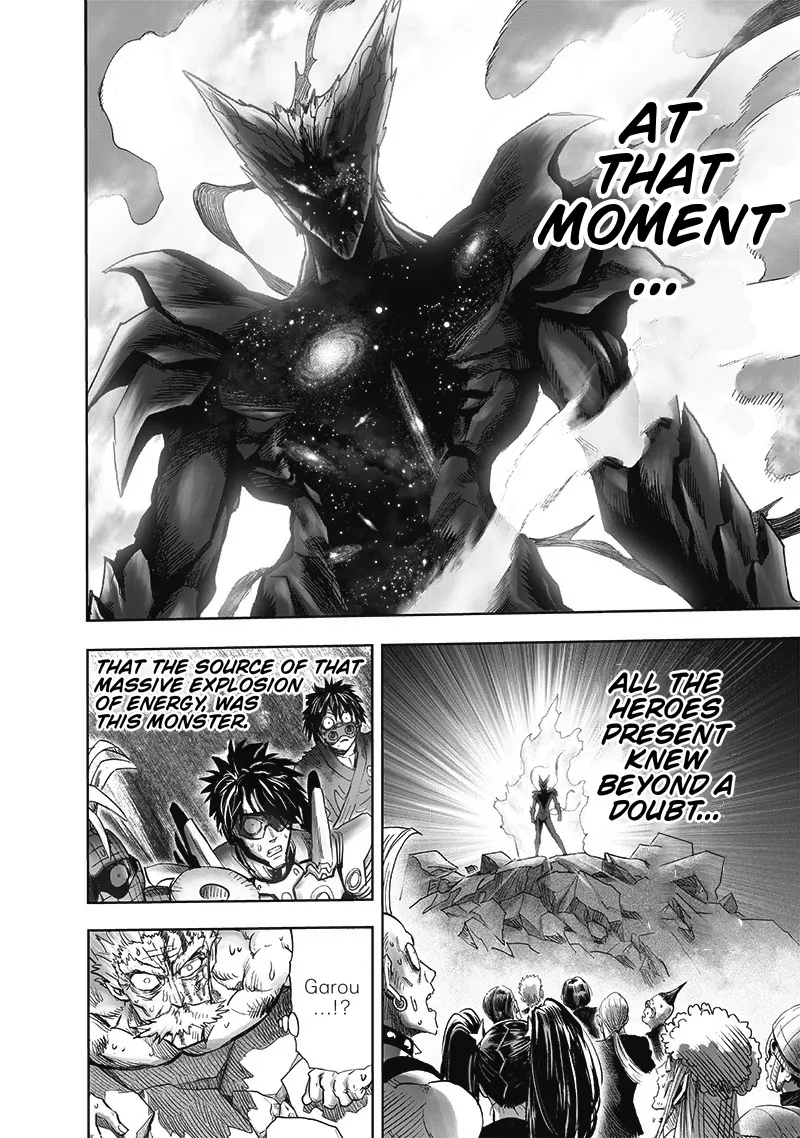 AT
THAT
MOMENT
...
ALL THE
HEROES
PRESENT
KNEW
BEYOND A
DOUBT...
THAT THE SOURCE OF THAT
MASSIVE EXPLOSION
OF ENERGY, WAS
THIS MONSTER.
Garou
...!?